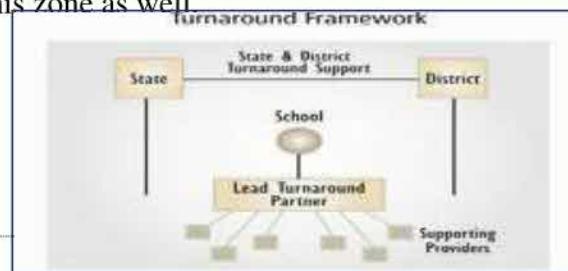 his zone as well.
Turnaround Framework
State & District
Turnaround Support
State
District
School
Lead Turnaround
Partner
Supporting
Providers